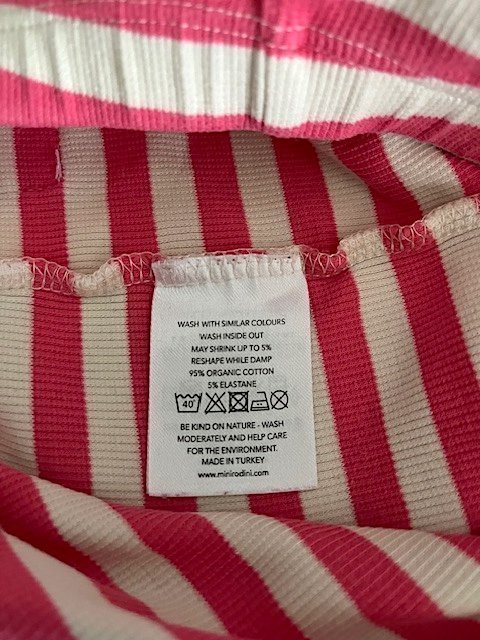 WASH WITH SIMILAR COLOURS
WASH INSIDE OUT
MAY SHRINK UP TO 5%
RESHAPE WHILE DAMP
95% ORGANIC COTTON
5% ELASTANE
40°
BE KIND ON NATURE - WASH
MODERATELY AND HELP CARE
FOR THE ENVIRONMENT.
MADE IN TURKEY
www.minirodini.com